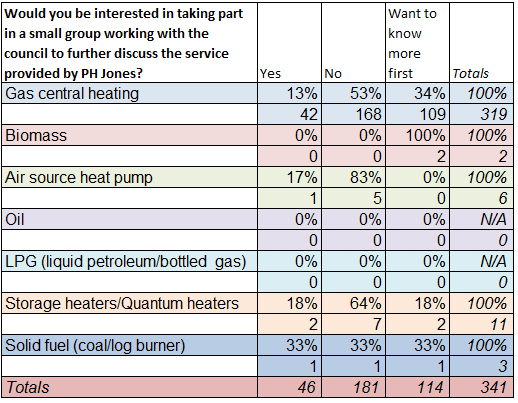 Would you be interested in taking part
in a small group working with the
council to further discuss the service
provided by PH Jones? Yes No Want to know more first Totals
Gas central heating 13% 53% 34% 100%
42 168 109 319
Biomass 0% 0% 100% 100%
0 0 2 2
Air source heat pump 17% 83% 0% 100%
1 5 0 6
Oil 0% 0% 0% N/A
0 0 0 0
LPG (liquid petroleum/bottled gas) 0% 0% 0% N/A
0 0 0 0
Storage heaters/Quantum heaters 18% 64% 18% 100%
2 7 2 11
Solid fuel (coal/log burner) 33% 33% 33% 100%
1 1 1 3
Totals 46 181 114 341